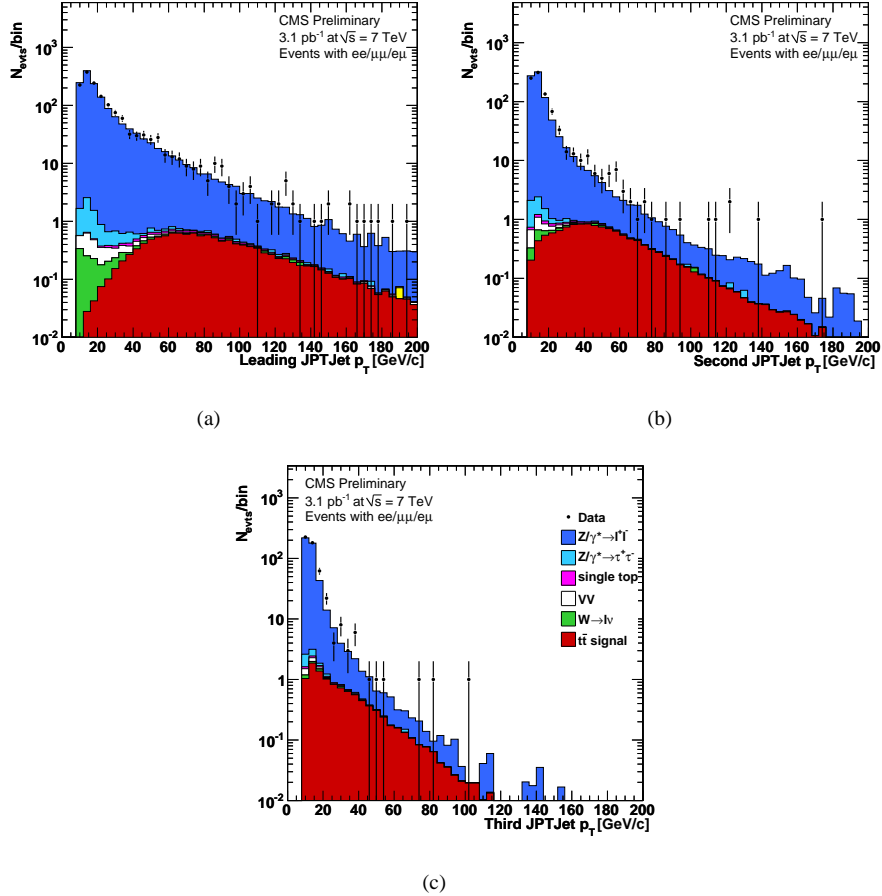 CMS Preliminary
3.1 pb⁻¹ at √s = 7 TeV
Events with ee/μμ/eμ
N_evts/bin
10³
10²
10
1
10⁻¹
10⁻²
0 20 40 60 80 100 120 140 160 180 200
Leading JPTJet p_T [GeV/c]
(a)
CMS Preliminary
3.1 pb⁻¹ at √s = 7 TeV
Events with ee/μμ/eμ
N_evts/bin
10³
10²
10
1
10⁻¹
10⁻²
0 20 40 60 80 100 120 140 160 180 200
Second JPTJet p_T [GeV/c]
(b)
CMS Preliminary
3.1 pb⁻¹ at √s = 7 TeV
Events with ee/μμ/eμ
N_evts/bin
10³
10²
10
1
10⁻¹
10⁻²
Data
Z/γ*→l⁺l⁻
Z/γ*→τ⁺τ⁻
single top
VV
W→lν
tt̄ signal
0 20 40 60 80 100 120 140 160 180 200
Third JPTJet p_T [GeV/c]
(c)